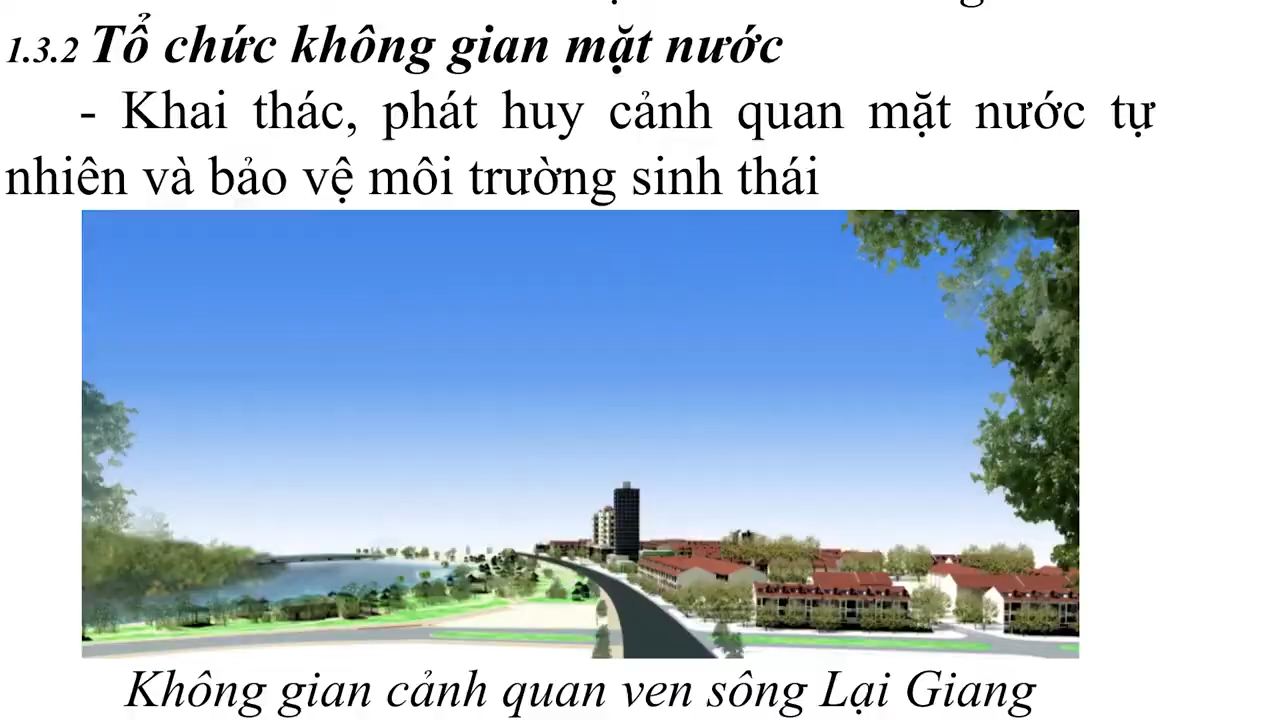 1.3.2 Tổ chức không gian mặt nước
- Khai thác, phát huy cảnh quan mặt nước tự
nhiên và bảo vệ môi trường sinh thái
Không gian cảnh quan ven sông Lại Giang